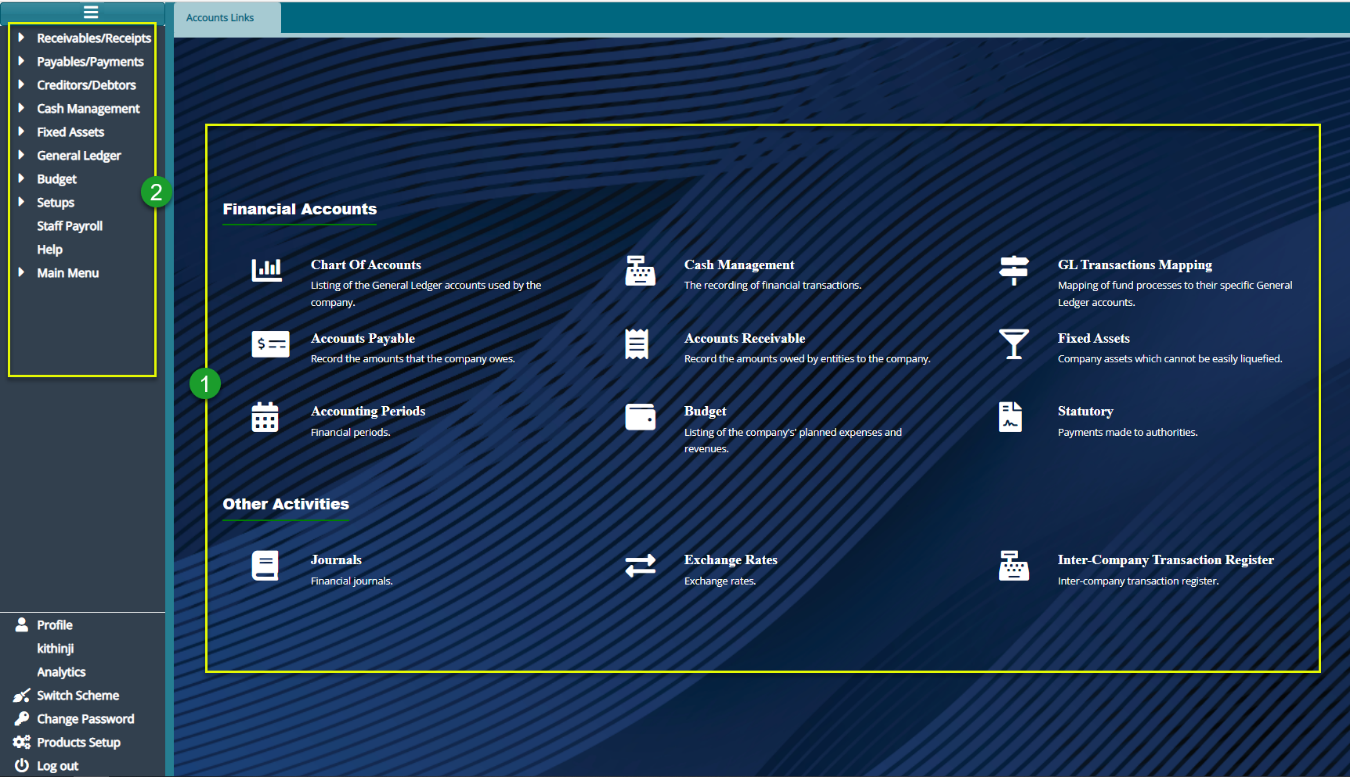 Accounts Links
Receivables/Receipts
Payables/Payments
Creditors/Debtors
Cash Management
Fixed Assets
General Ledger
Budget
Setups
Staff Payroll
Help
Main Menu
2
1
Financial Accounts
Chart Of Accounts
Listing of the General Ledger accounts used by the
company.
Cash Management
The recording of financial transactions.
GL Transactions Mapping
Mapping of fund processes to their specific General
Ledger accounts.
Accounts Payable
Record the amounts that the company owes.
Accounts Receivable
Record the amounts owed by entities to the company.
Fixed Assets
Company assets which cannot be easily liquefied.
Accounting Periods
Financial periods.
Budget
Listing of the company's' planned expenses and
revenues.
Statutory
Payments made to authorities.
Other Activities
Journals
Financial journals.
Exchange Rates
Exchange rates.
Inter-Company Transaction Register
Inter-company transaction register.
Profile
kithinji
Analytics
Switch Scheme
Change Password
Products Setup
Log out